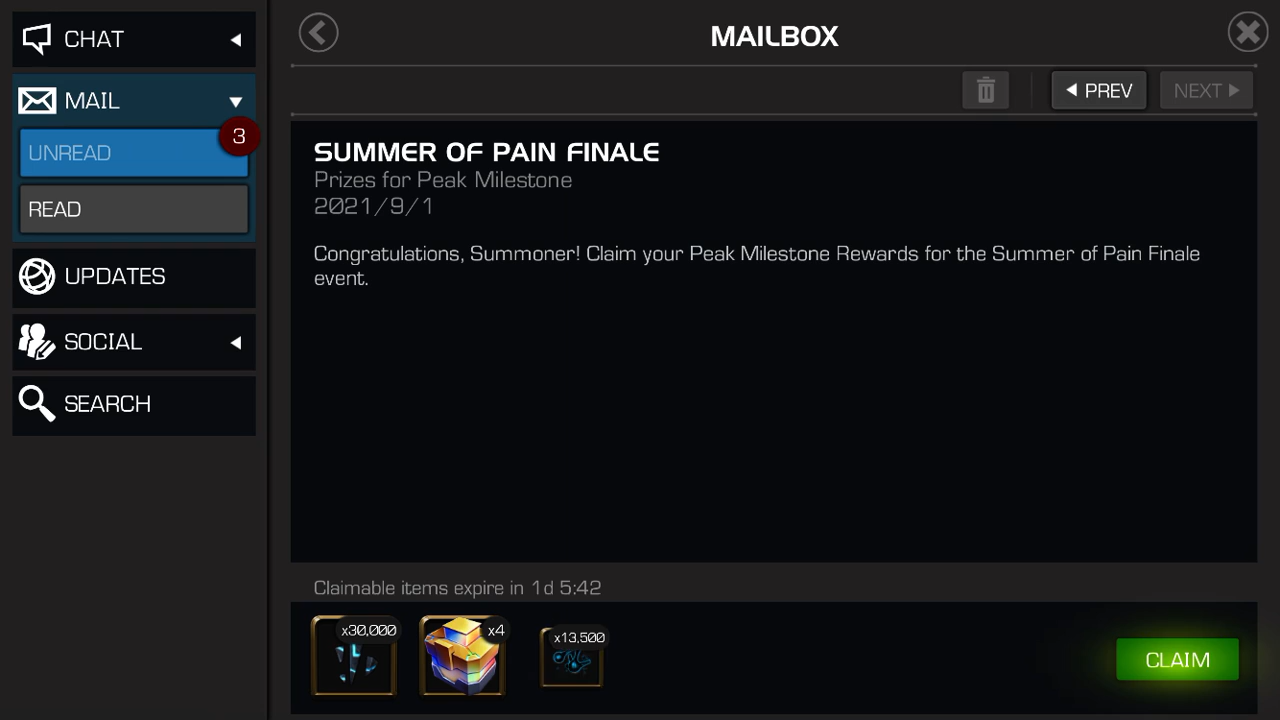 CHAT
MAIL
3
UNREAD
READ
UPDATES
SOCIAL
SEARCH
MAILBOX
PREV
NEXT
SUMMER OF PAIN FINALE
Prizes for Peak Milestone
2021/9/1
Congratulations, Summoner! Claim your Peak Milestone Rewards for the Summer of Pain Finale
event.
Claimable items expire in 1d 5:42
x30,000
x4
x13,500
CLAIM